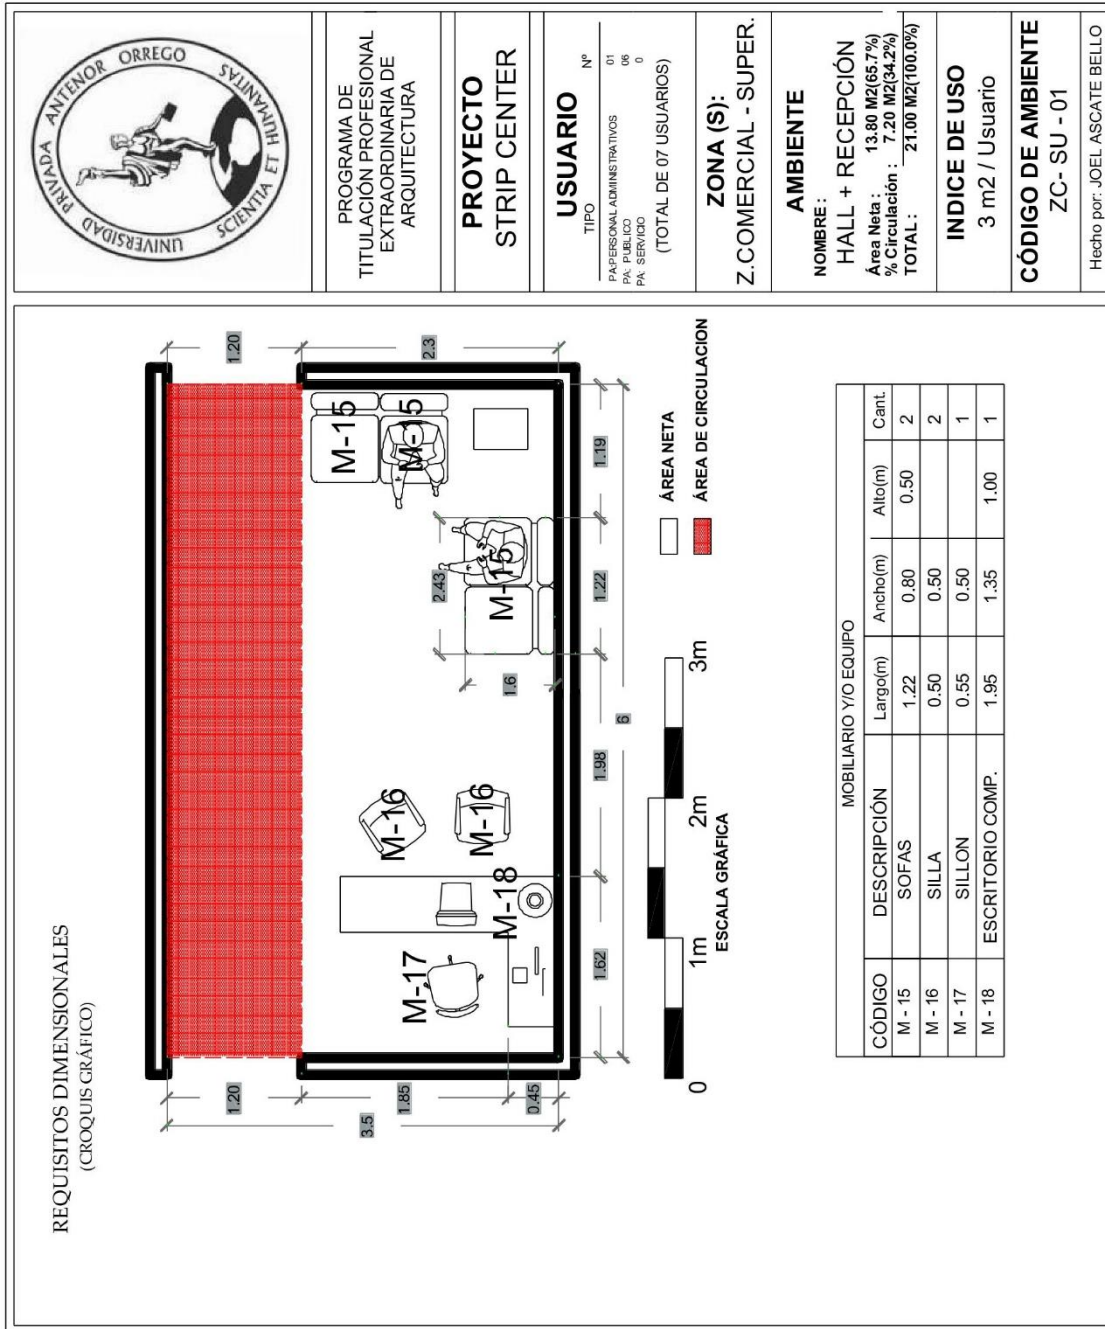 REQUISITOS DIMENSIONALES
(CROQUIS GRÁFICO)
1.20
1.85
0.45
3.5
1.20
2.3
M-17
M-18
M-16
M-16
M-15
M-15
M-15
1.6
2.43
1.62
1.98
1.22
1.19
6
0
1m
2m
3m
ESCALA GRÁFICA
ÁREA NETA
ÁREA DE CIRCULACION
MOBILIARIO Y/O EQUIPO
CÓDIGO DESCRIPCIÓN Largo(m) Ancho(m) Alto(m) Cant.
M - 15 SOFAS 1.22 0.80 0.50 2
M - 16 SILLA 0.50 0.50 2
M - 17 SILLON 0.55 0.50 1
M - 18 ESCRITORIO COMP. 1.95 1.35 1.00 1
UNIVERSIDAD PRIVADA ANTENOR ORREGO
SCIENTIA ET HUMANITAS
PROGRAMA DE
TITULACIÓN PROFESIONAL
EXTRAORDINARIA DE
ARQUITECTURA
PROYECTO
STRIP CENTER
USUARIO
TIPO Nº
PA:PERSONAL ADMINISTRATIVOS 01
PA: PUBLICO 06
PA: SERVICIO 0
(TOTAL DE 07 USUARIOS)
ZONA (S):
Z.COMERCIAL - SUPER.
AMBIENTE
NOMBRE :
HALL + RECEPCIÓN
Área Neta : 13.80 M2(65.7%)
% Circulación : 7.20 M2(34.2%)
TOTAL : 21.00 M2(100.0%)
INDICE DE USO
3 m2 / Usuario
CÓDIGO DE AMBIENTE
ZC- SU - 01
Hecho por: JOEL ASCATE BELLO